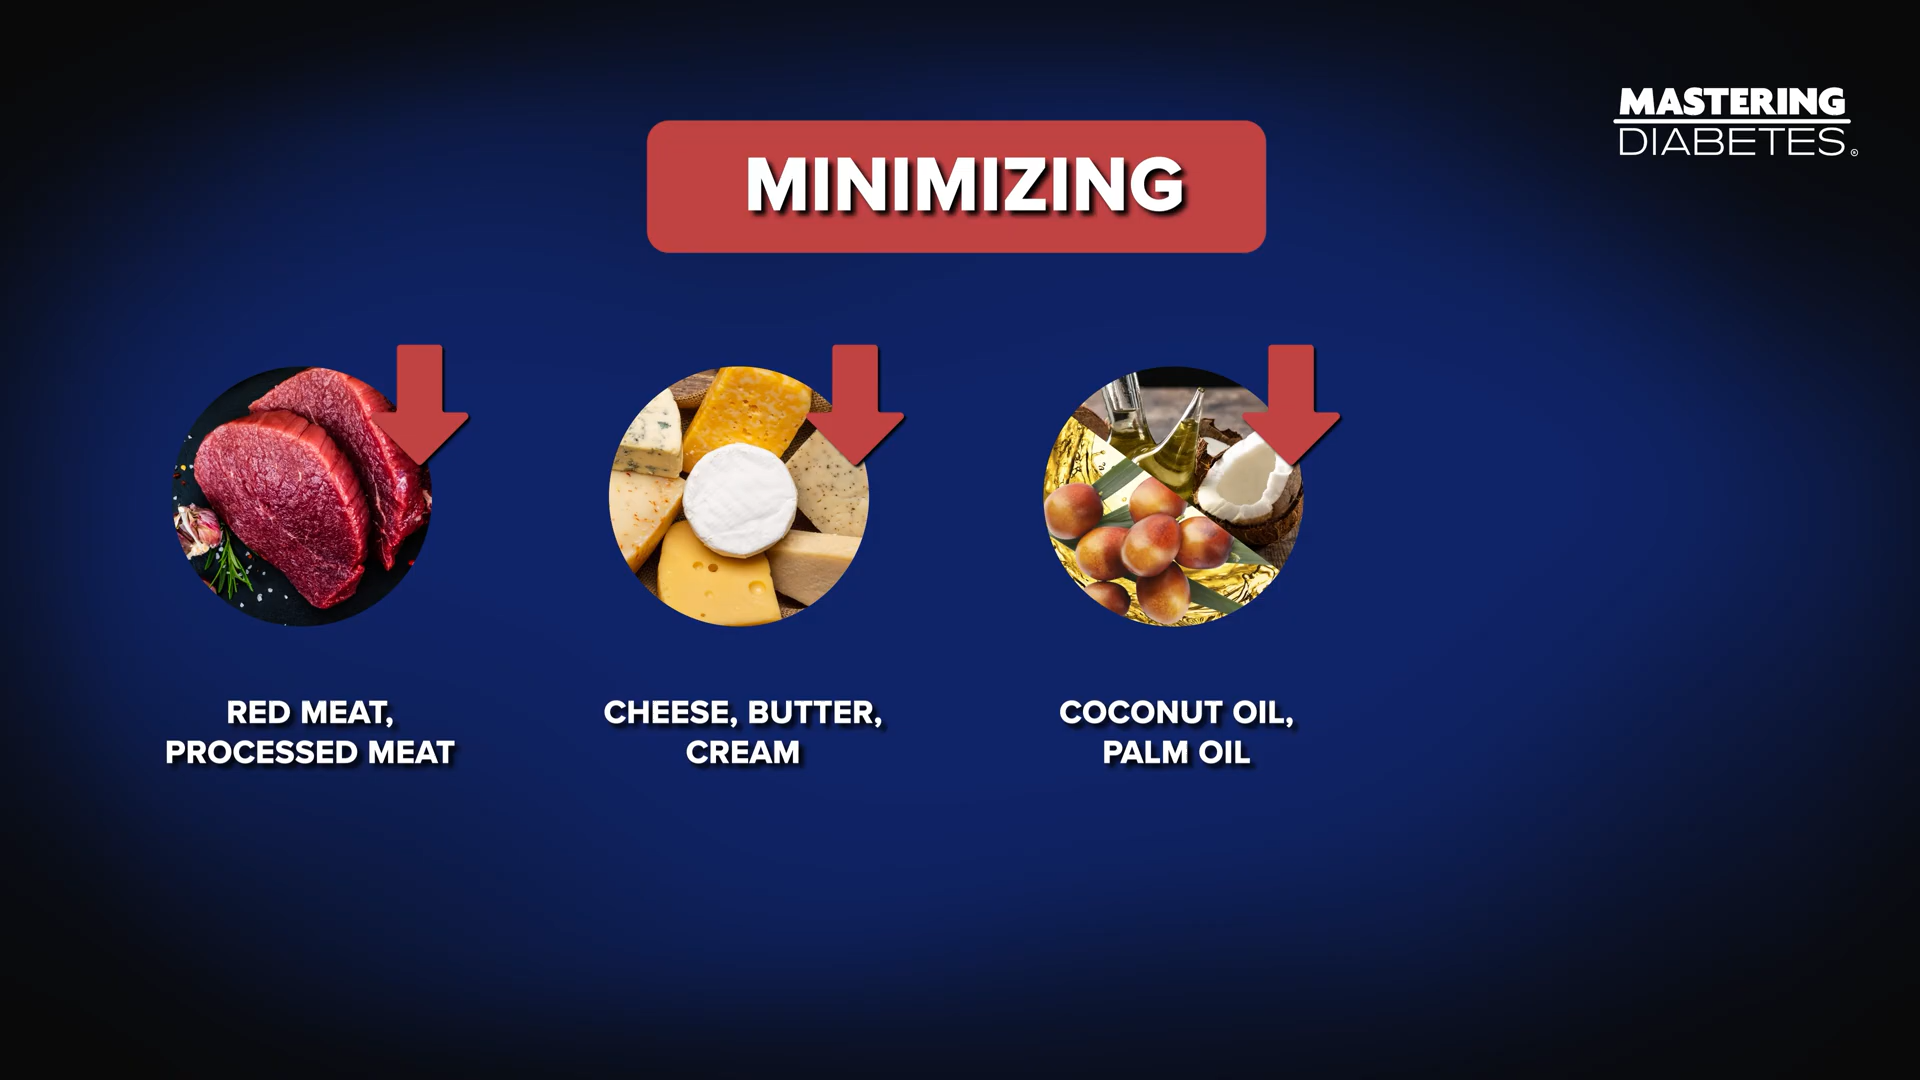 MASTERING
DIABETES®
MINIMIZING
RED MEAT,
PROCESSED MEAT
CHEESE, BUTTER,
CREAM
COCONUT OIL,
PALM OIL